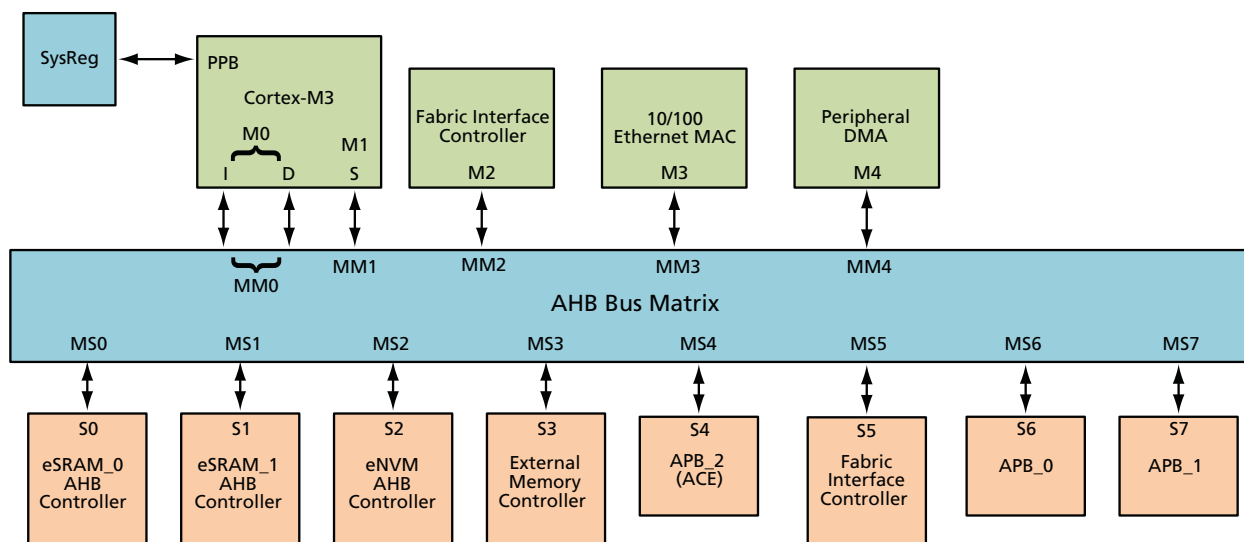 SysReg
PPB
Cortex-M3
M0
M1
I
D
S
Fabric Interface
Controller
M2
10/100
Ethernet MAC
M3
Peripheral
DMA
M4
MM0
MM1
MM2
MM3
MM4
AHB Bus Matrix
MS0
MS1
MS2
MS3
MS4
MS5
MS6
MS7
S0
eSRAM_0
AHB
Controller
S1
eSRAM_1
AHB
Controller
S2
eNVM
AHB
Controller
S3
External
Memory
Controller
S4
APB_2
(ACE)
S5
Fabric
Interface
Controller
S6
APB_0
S7
APB_1